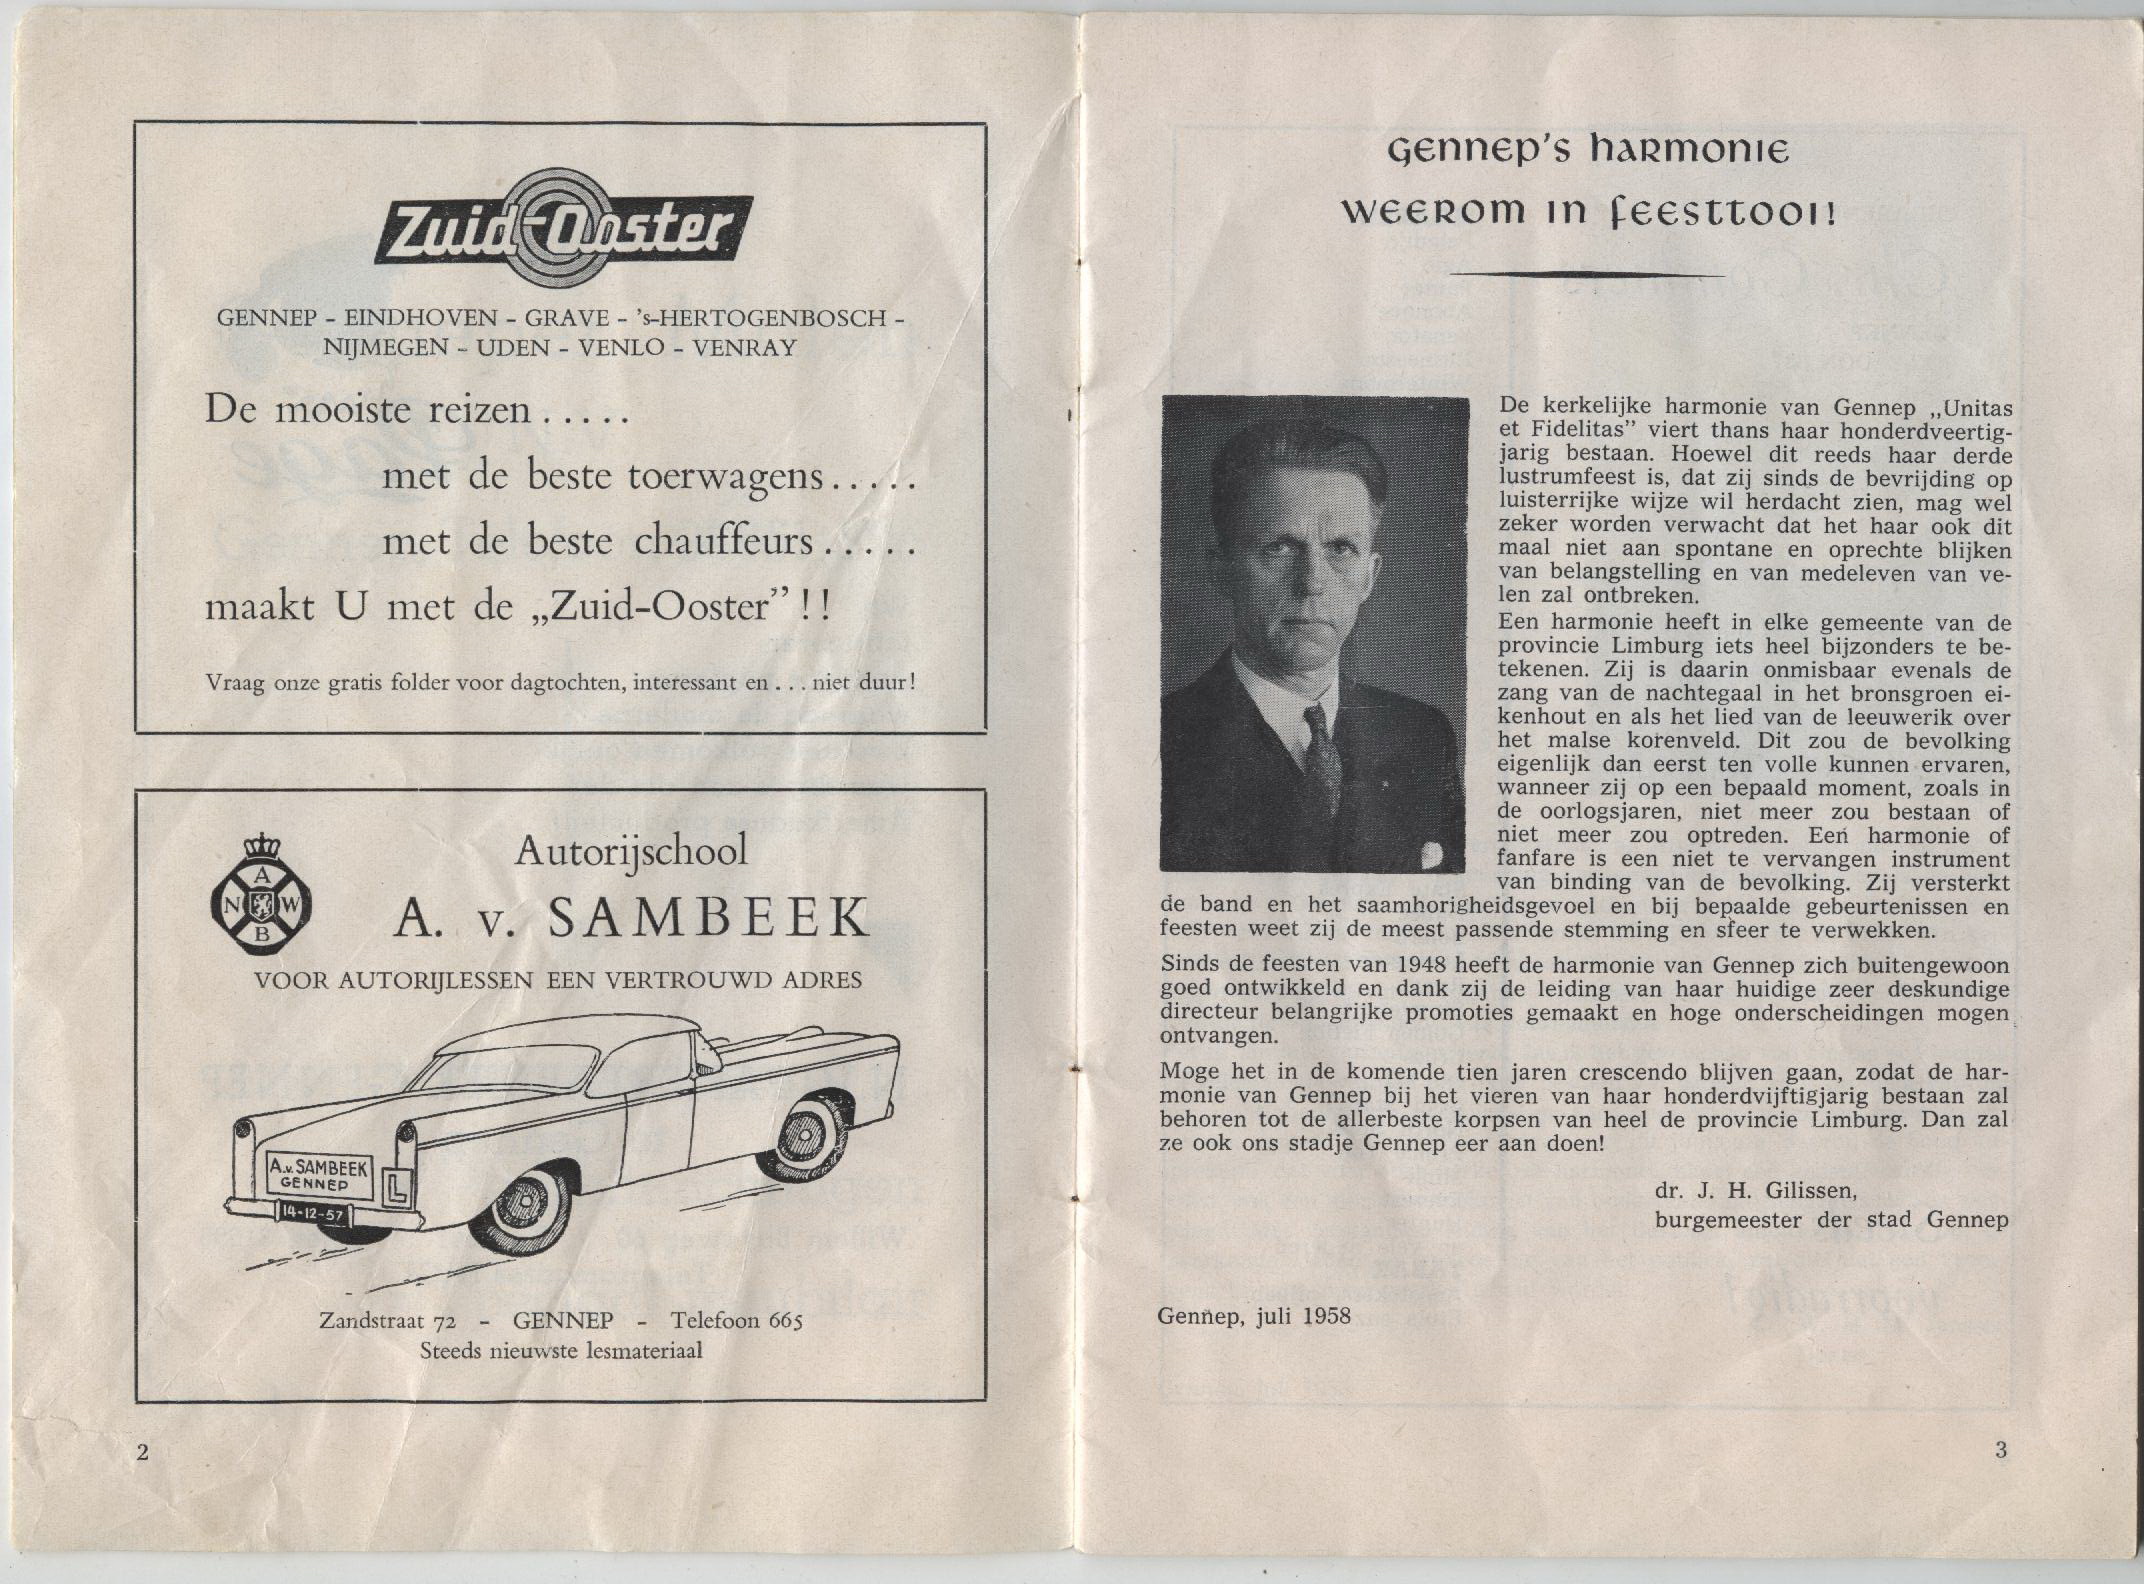 Zuid-Ooster
GENNEP - EINDHOVEN - GRAVE - 's-HERTOGENBOSCH -
NIJMEGEN - UDEN - VENLO - VENRAY
De mooiste reizen . . . . .
met de beste toerwagens . . . . .
met de beste chauffeurs . . . . .
maakt U met de „Zuid-Ooster” ! !
Vraag onze gratis folder voor dagtochten, interessant en . . . niet duur!
A
N W
B
Autorijschool
A. v. SAMBEEK
VOOR AUTORIJLESSEN EEN VERTROUWD ADRES
A.v. SAMBEEK
GENNEP
L
14-12-57
Zandstraat 72 - GENNEP - Telefoon 665
Steeds nieuwste lesmateriaal
2
Gennep's harmonie
weerom in feesttooi!
De kerkelijke harmonie van Gennep „Unitas
et Fidelitas” viert thans haar honderdveertig-
jarig bestaan. Hoewel dit reeds haar derde
lustrumfeest is, dat zij sinds de bevrijding op
luisterrijke wijze wil herdacht zien, mag wel
zeker worden verwacht dat het haar ook dit
maal niet aan spontane en oprechte blijken
van belangstelling en van medeleven van ve-
len zal ontbreken.
Een harmonie heeft in elke gemeente van de
provincie Limburg iets heel bijzonders te be-
tekenen. Zij is daarin onmisbaar evenals de
zang van de nachtegaal in het bronsgroen ei-
kenhout en als het lied van de leeuwerik over
het malse korenveld. Dit zou de bevolking
eigenlijk dan eerst ten volle kunnen ervaren,
wanneer zij op een bepaald moment, zoals in
de oorlogsjaren, niet meer zou bestaan of
niet meer zou optreden. Een harmonie of
fanfare is een niet te vervangen instrument
van binding van de bevolking. Zij versterkt
de band en het saamhorigheidsgevoel en bij bepaalde gebeurtenissen en
feesten weet zij de meest passende stemming en sfeer te verwekken.
Sinds de feesten van 1948 heeft de harmonie van Gennep zich buitengewoon
goed ontwikkeld en dank zij de leiding van haar huidige zeer deskundige
directeur belangrijke promoties gemaakt en hoge onderscheidingen mogen
ontvangen.
Moge het in de komende tien jaren crescendo blijven gaan, zodat de har-
monie van Gennep bij het vieren van haar honderdvijftigjarig bestaan zal
behoren tot de allerbeste korpsen van heel de provincie Limburg. Dan zal
ze ook ons stadje Gennep eer aan doen!
dr. J. H. Gilissen,
burgemeester der stad Gennep
Gennep, juli 1958
3